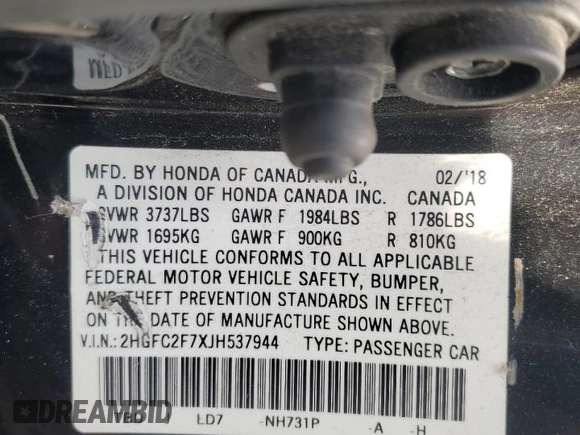 MFD. BY HONDA OF CANADA MFG., 02/'18
A DIVISION OF HONDA CANADA INC. CANADA
GVWR 3737LBS GAWR F 1984LBS R 1786LBS
GVWR 1695KG GAWR F 900KG R 810KG
THIS VEHICLE CONFORMS TO ALL APPLICABLE
FEDERAL MOTOR VEHICLE SAFETY, BUMPER,
AND THEFT PREVENTION STANDARDS IN EFFECT
ON THE DATE OF MANUFACTURE SHOWN ABOVE.
V.I.N.: 2HGFC2F7XJH537944 TYPE: PASSENGER CAR
LD7 -NH731P -A -H
DREAMBID